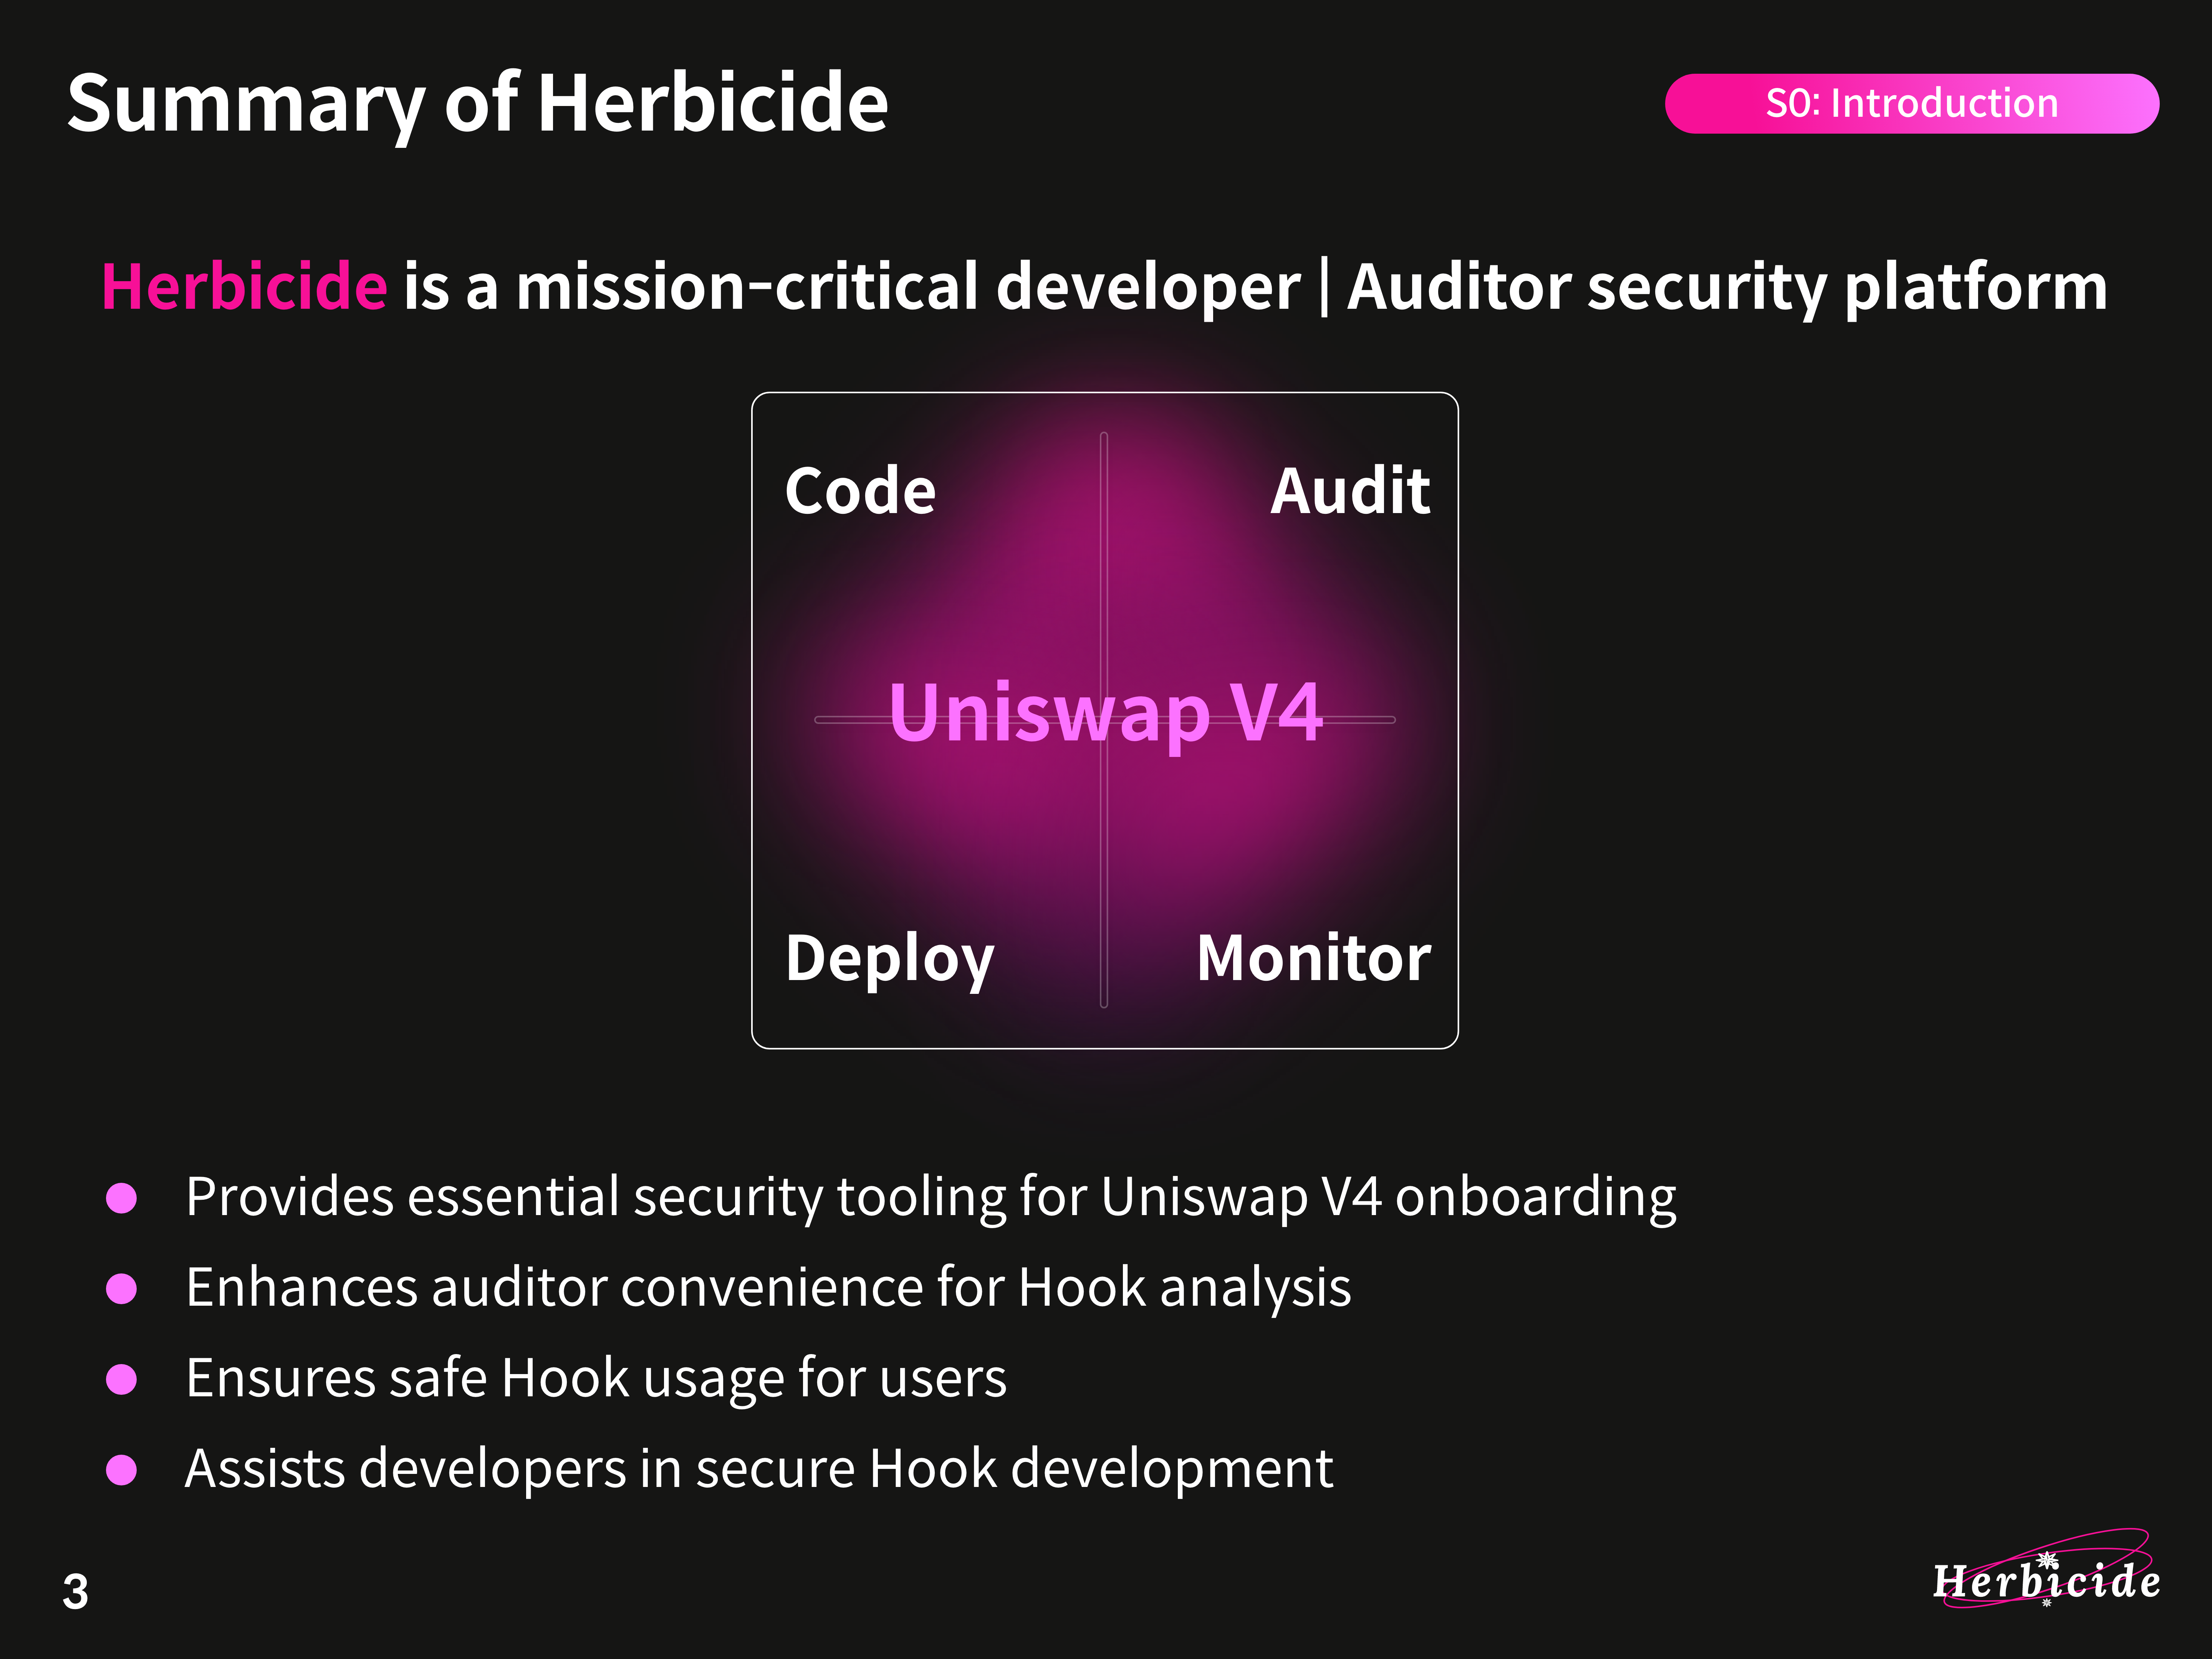 Summary of Herbicide
S0: Introduction
Herbicide is a mission-critical developer | Auditor security platform
Code
Audit
Uniswap V4
Deploy
Monitor
Provides essential security tooling for Uniswap V4 onboarding
Enhances auditor convenience for Hook analysis
Ensures safe Hook usage for users
Assists developers in secure Hook development
3
Herbicide